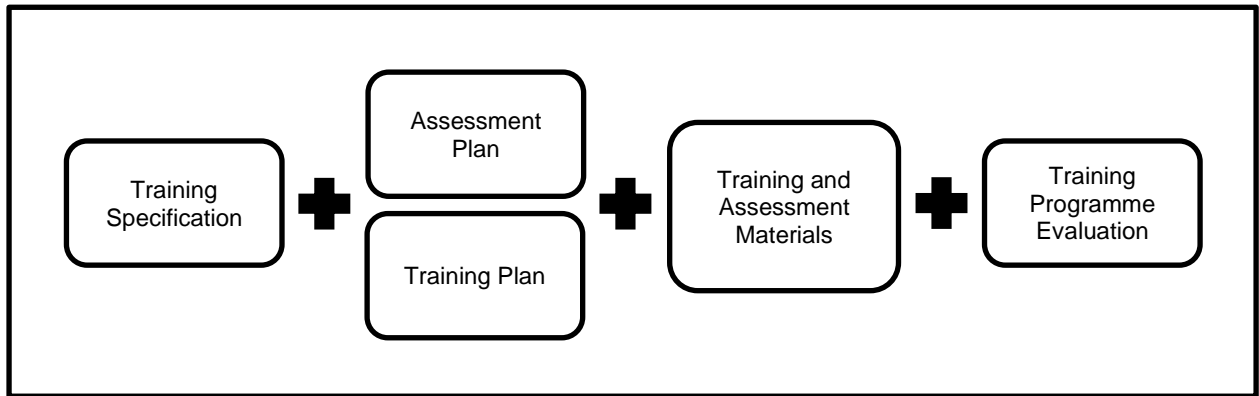 Training
Specification
Assessment
Plan
Training Plan
Training and
Assessment
Materials
Training
Programme
Evaluation